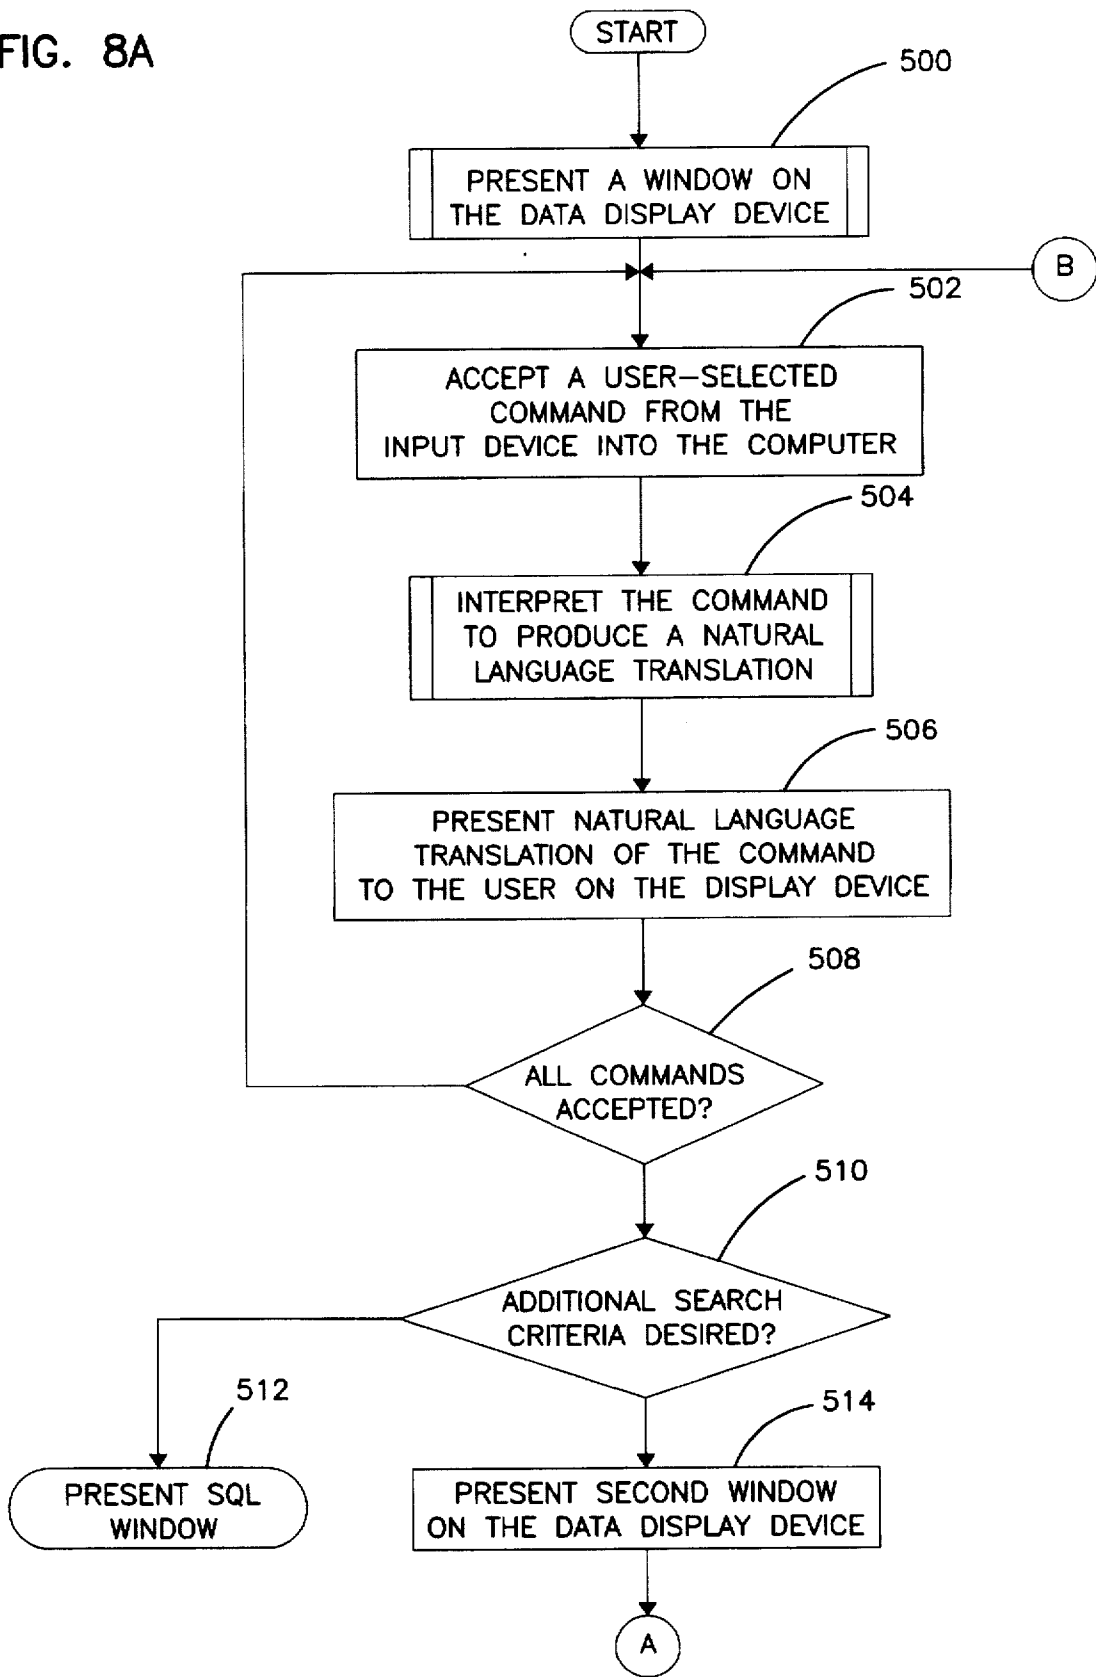 FIG. 8A
START
500
PRESENT A WINDOW ON
THE DATA DISPLAY DEVICE
B
502
ACCEPT A USER-SELECTED
COMMAND FROM THE
INPUT DEVICE INTO THE COMPUTER
504
INTERPRET THE COMMAND
TO PRODUCE A NATURAL
LANGUAGE TRANSLATION
506
PRESENT NATURAL LANGUAGE
TRANSLATION OF THE COMMAND
TO THE USER ON THE DISPLAY DEVICE
508
ALL COMMANDS
ACCEPTED?
510
ADDITIONAL SEARCH
CRITERIA DESIRED?
512
PRESENT SQL
WINDOW
514
PRESENT SECOND WINDOW
ON THE DATA DISPLAY DEVICE
A